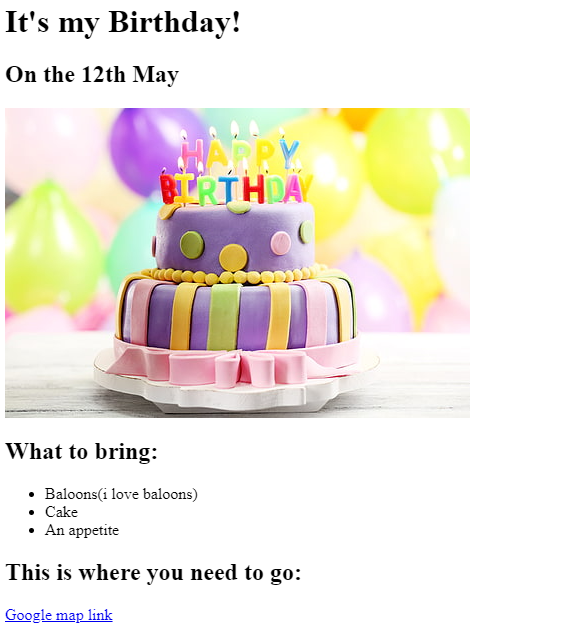 It's my Birthday!
On the 12th May
HAPPY
BIRTHDAY
What to bring:
Baloons(i love baloons)
Cake
An appetite
This is where you need to go:
Google map link